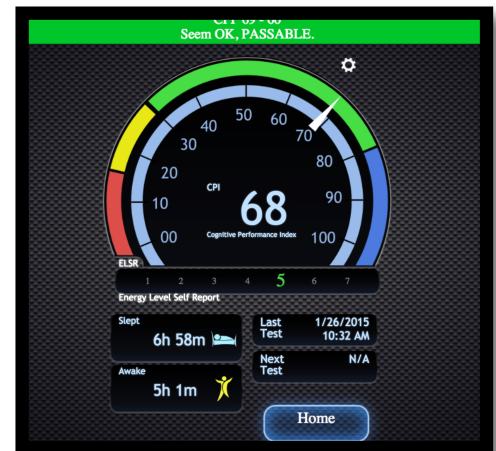 Seem OK, PASSABLE.
50
40
60
30
70
20
80
CPI
68
10
90
00
Cognitive Performance Index
100
ELSR
1 2 3 4 5 6 7
Energy Level Self Report
Slept
6h 58m
Last Test
1/26/2015
10:32 AM
Awake
5h 1m
Next Test
N/A
Home